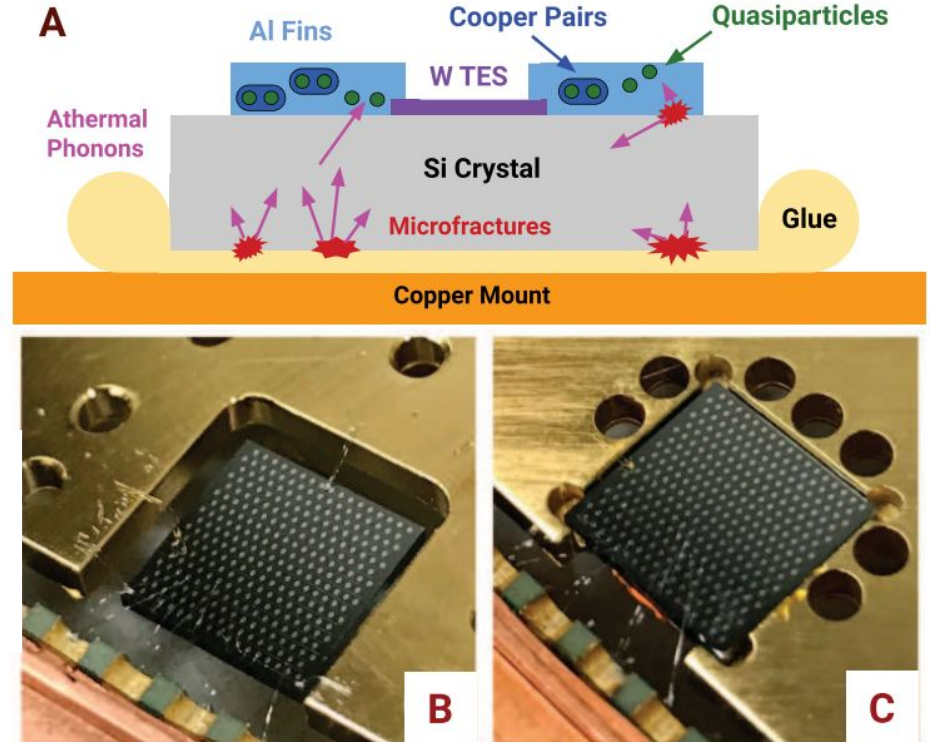 A
Al Fins
Cooper Pairs
Quasiparticles
W TES
Athermal
Phonons
Si Crystal
Microfractures
Glue
Copper Mount
B
C